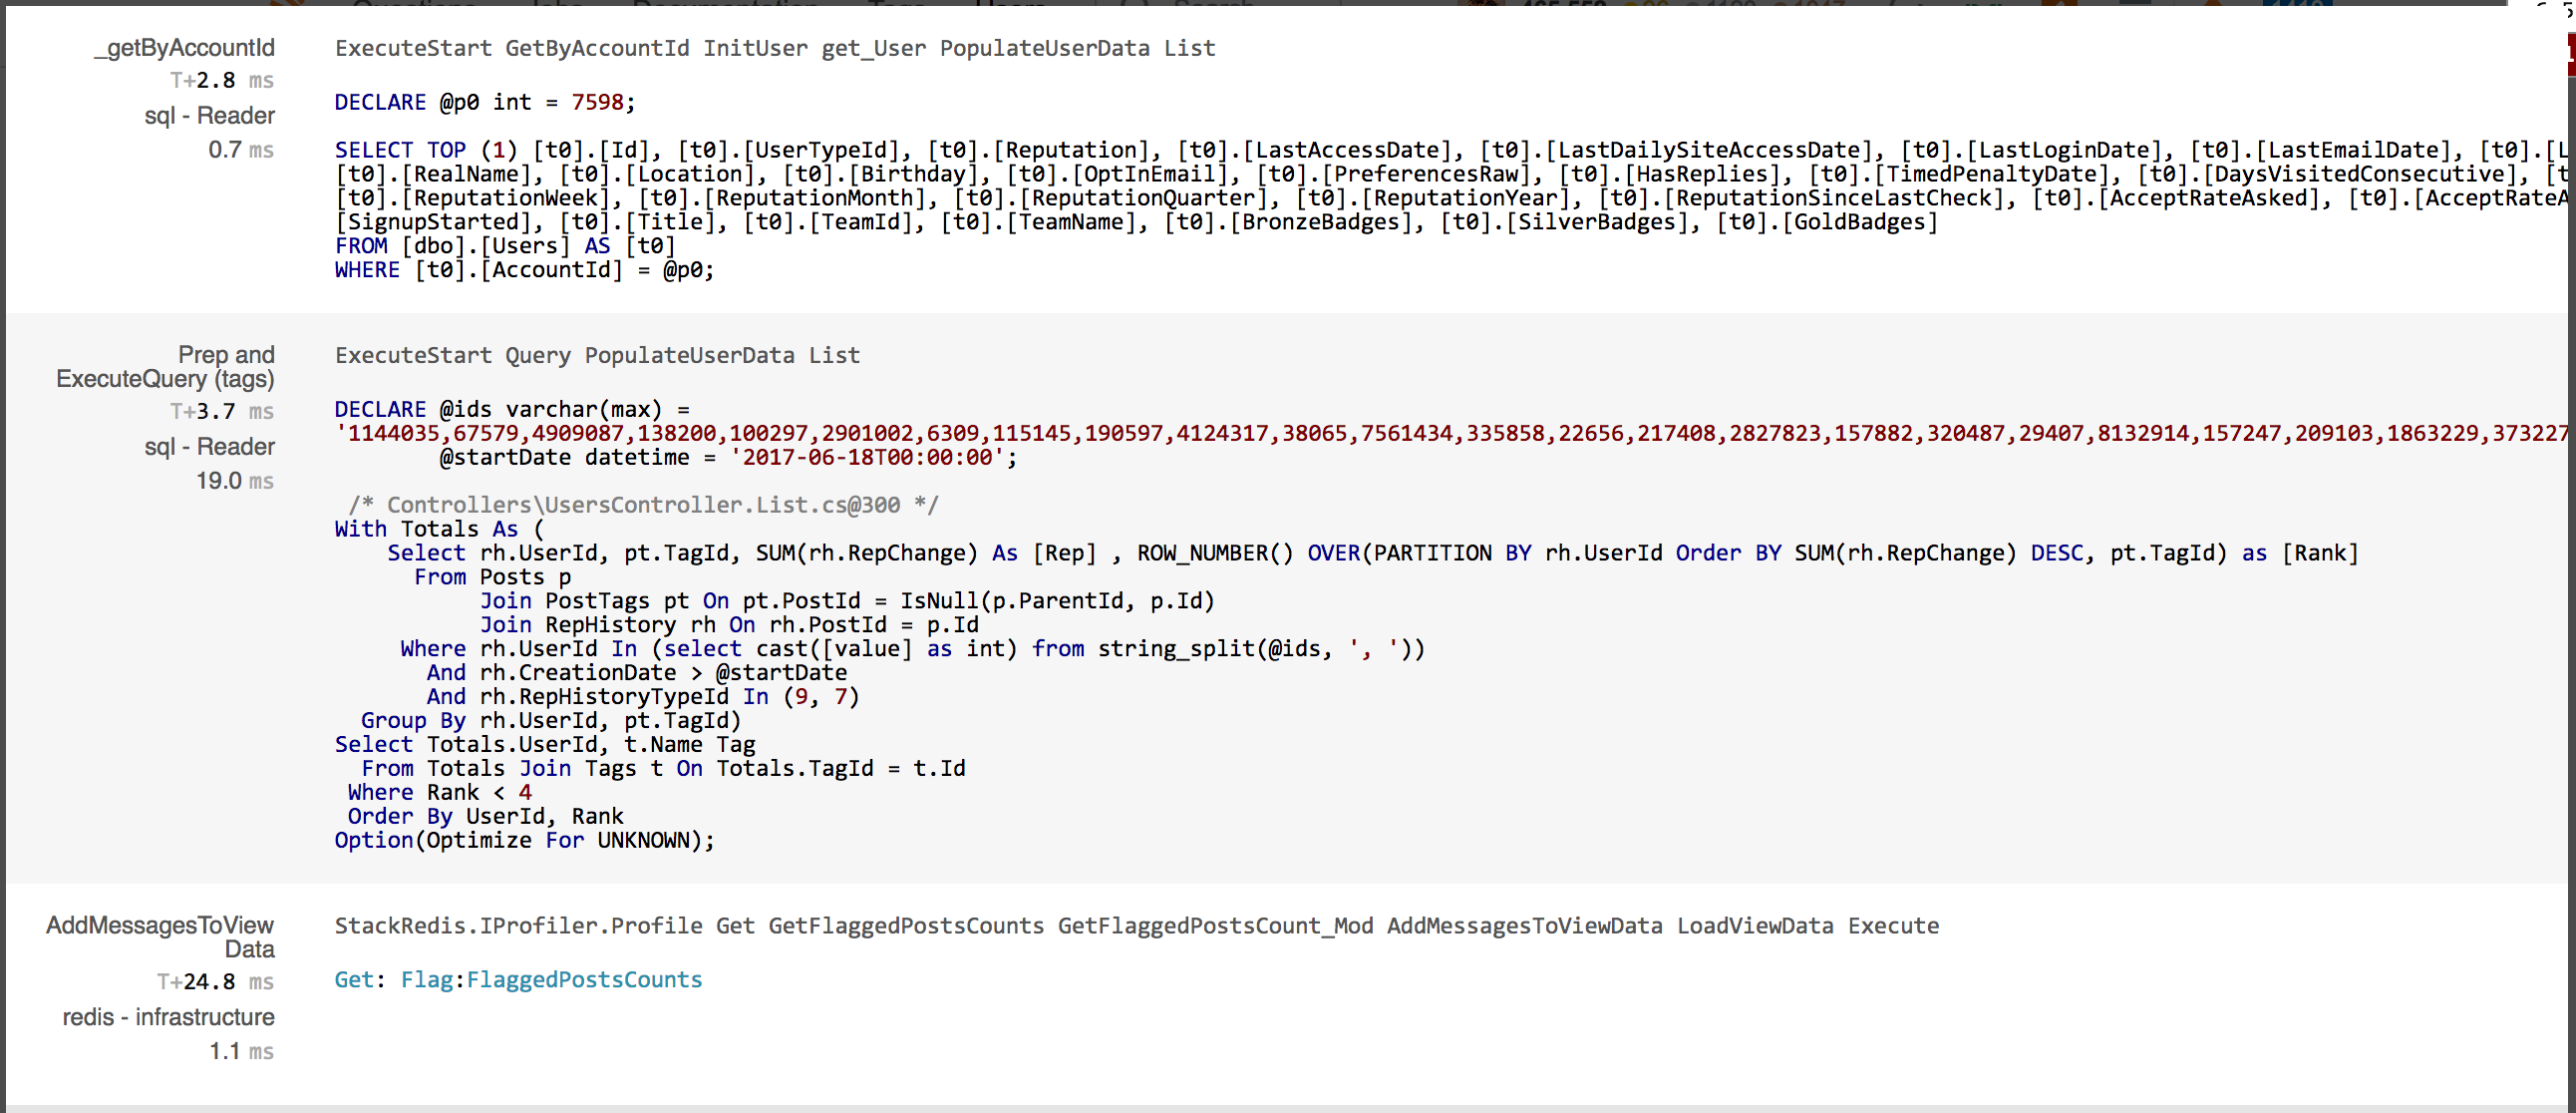 _getByAccountId
T+2.8 ms
sql - Reader
0.7 ms
ExecuteStart GetByAccountId InitUser get_User PopulateUserData List
DECLARE @p0 int = 7598;
SELECT TOP (1) [t0].[Id], [t0].[UserTypeId], [t0].[Reputation], [t0].[LastAccessDate], [t0].[LastDailySiteAccessDate], [t0].[LastLoginDate], [t0].[LastEmailDate], [t0].[L
[t0].[RealName], [t0].[Location], [t0].[Birthday], [t0].[OptInEmail], [t0].[PreferencesRaw], [t0].[HasReplies], [t0].[TimedPenaltyDate], [t0].[DaysVisitedConsecutive], [t
[t0].[ReputationWeek], [t0].[ReputationMonth], [t0].[ReputationQuarter], [t0].[ReputationYear], [t0].[ReputationSinceLastCheck], [t0].[AcceptRateAsked], [t0].[AcceptRateA
[SignupStarted], [t0].[Title], [t0].[TeamId], [t0].[TeamName], [t0].[BronzeBadges], [t0].[SilverBadges], [t0].[GoldBadges]
FROM [dbo].[Users] AS [t0]
WHERE [t0].[AccountId] = @p0;
Prep and
ExecuteQuery (tags)
T+3.7 ms
sql - Reader
19.0 ms
ExecuteStart Query PopulateUserData List
DECLARE @ids varchar(max) =
'1144035,67579,4909087,138200,100297,2901002,6309,115145,190597,4124317,38065,7561434,335858,22656,217408,2827823,157882,320487,29407,8132914,157247,209103,1863229,373227
@startDate datetime = '2017-06-18T00:00:00';
/* Controllers\UsersController.List.cs@300 */
With Totals As (
Select rh.UserId, pt.TagId, SUM(rh.RepChange) As [Rep] , ROW_NUMBER() OVER(PARTITION BY rh.UserId Order BY SUM(rh.RepChange) DESC, pt.TagId) as [Rank]
From Posts p
Join PostTags pt On pt.PostId = IsNull(p.ParentId, p.Id)
Join RepHistory rh On rh.PostId = p.Id
Where rh.UserId In (select cast([value] as int) from string_split(@ids, ', '))
And rh.CreationDate > @startDate
And rh.RepHistoryTypeId In (9, 7)
Group By rh.UserId, pt.TagId)
Select Totals.UserId, t.Name Tag
From Totals Join Tags t On Totals.TagId = t.Id
Where Rank < 4
Order By UserId, Rank
Option(Optimize For UNKNOWN);
AddMessagesToView
Data
T+24.8 ms
redis - infrastructure
1.1 ms
StackRedis.IProfiler.Profile Get GetFlaggedPostsCounts GetFlaggedPostsCount_Mod AddMessagesToViewData LoadViewData Execute
Get: Flag:FlaggedPostsCounts